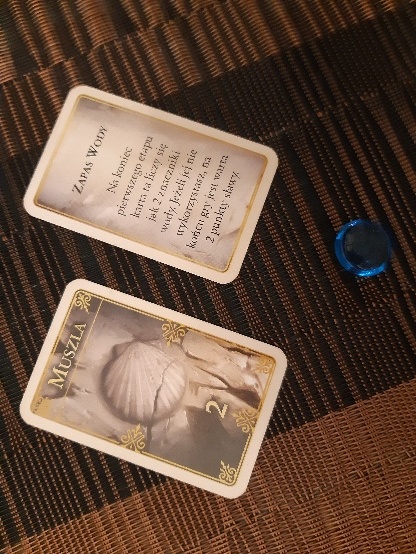 Zapas Wody
Na koniec
pierwszego etapu
karta ta liczy się
jak 2 znaczniki
wody. Jeżeli jej nie
wykorzystasz, na
końcu gry jest warta
2 punkty sławy.
Muszla
2